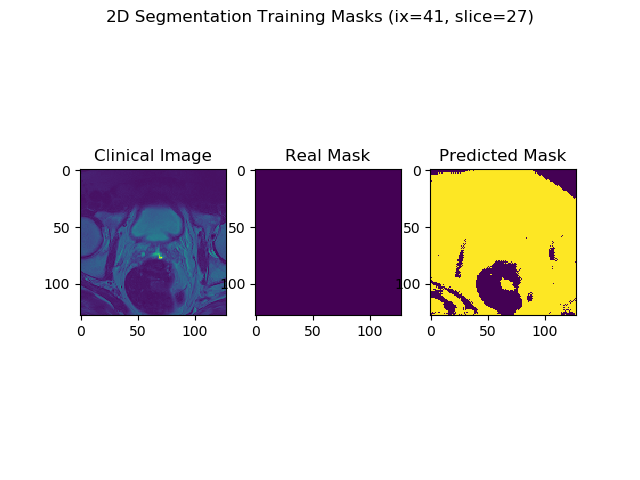 2D Segmentation Training Masks (ix=41, slice=27)
Clinical Image Real Mask Predicted Mask
0 0 0
50 50 50
100 100 100
0 50 100 0 50 100 0 50 100